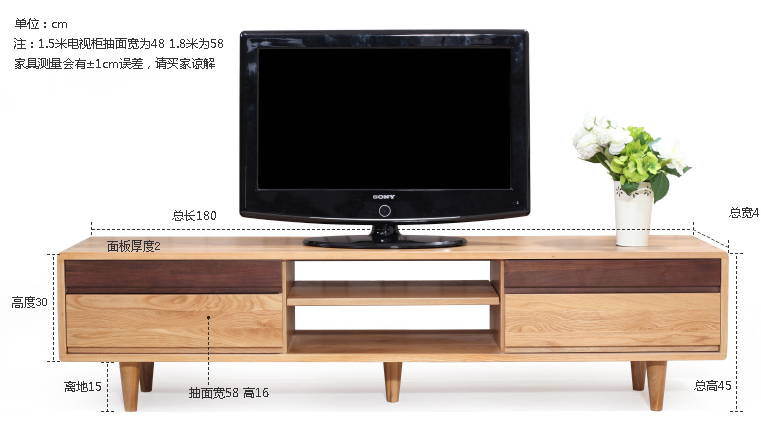 单位：cm
注：1.5米电视柜抽面宽为48 1.8米为58
家具测量会有±1cm误差，请买家谅解
SONY
总长180
总宽4
面板厚度2
高度30
离地15
抽面宽58 高16
总高45